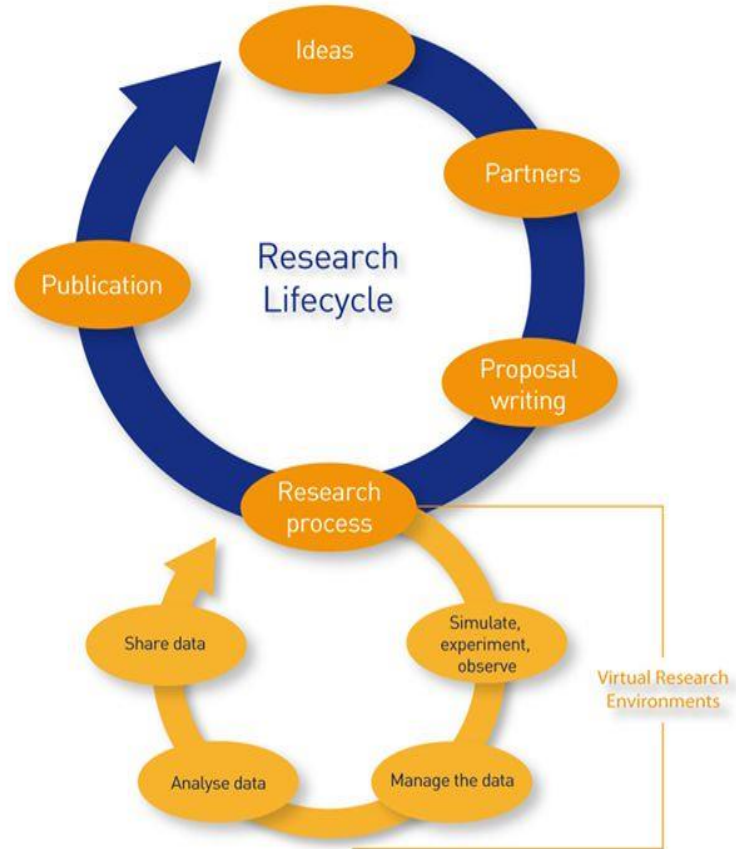 Ideas
Partners
Publication
Research
Lifecycle
Proposal
writing
Research
process
Share data
Simulate,
experiment,
observe
Virtual Research
Environments
Analyse data
Manage the data